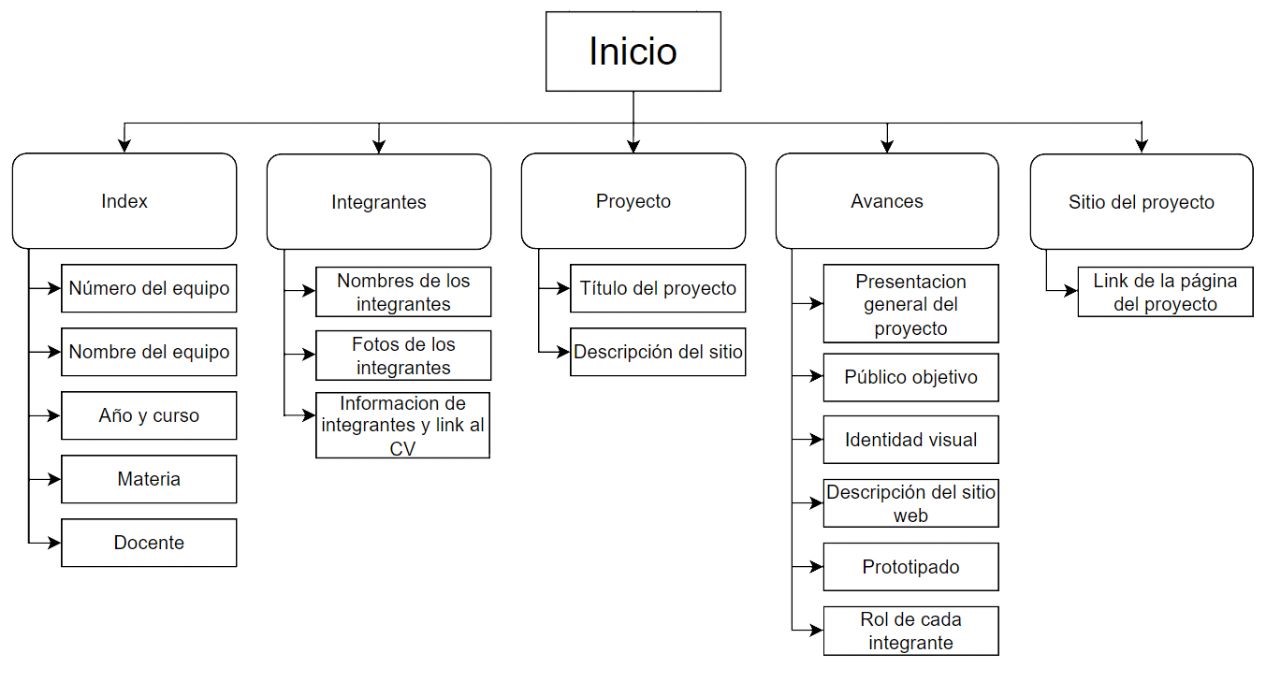 Inicio
Index
Integrantes
Proyecto
Avances
Sitio del proyecto
Número del equipo
Nombre del equipo
Año y curso
Materia
Docente
Nombres de los
integrantes
Fotos de los
integrantes
Informacion de
integrantes y link al
CV
Título del proyecto
Descripción del sitio
Presentacion
general del
proyecto
Público objetivo
Identidad visual
Descripción del sitio
web
Prototipado
Rol de cada
integrante
Link de la página
del proyecto